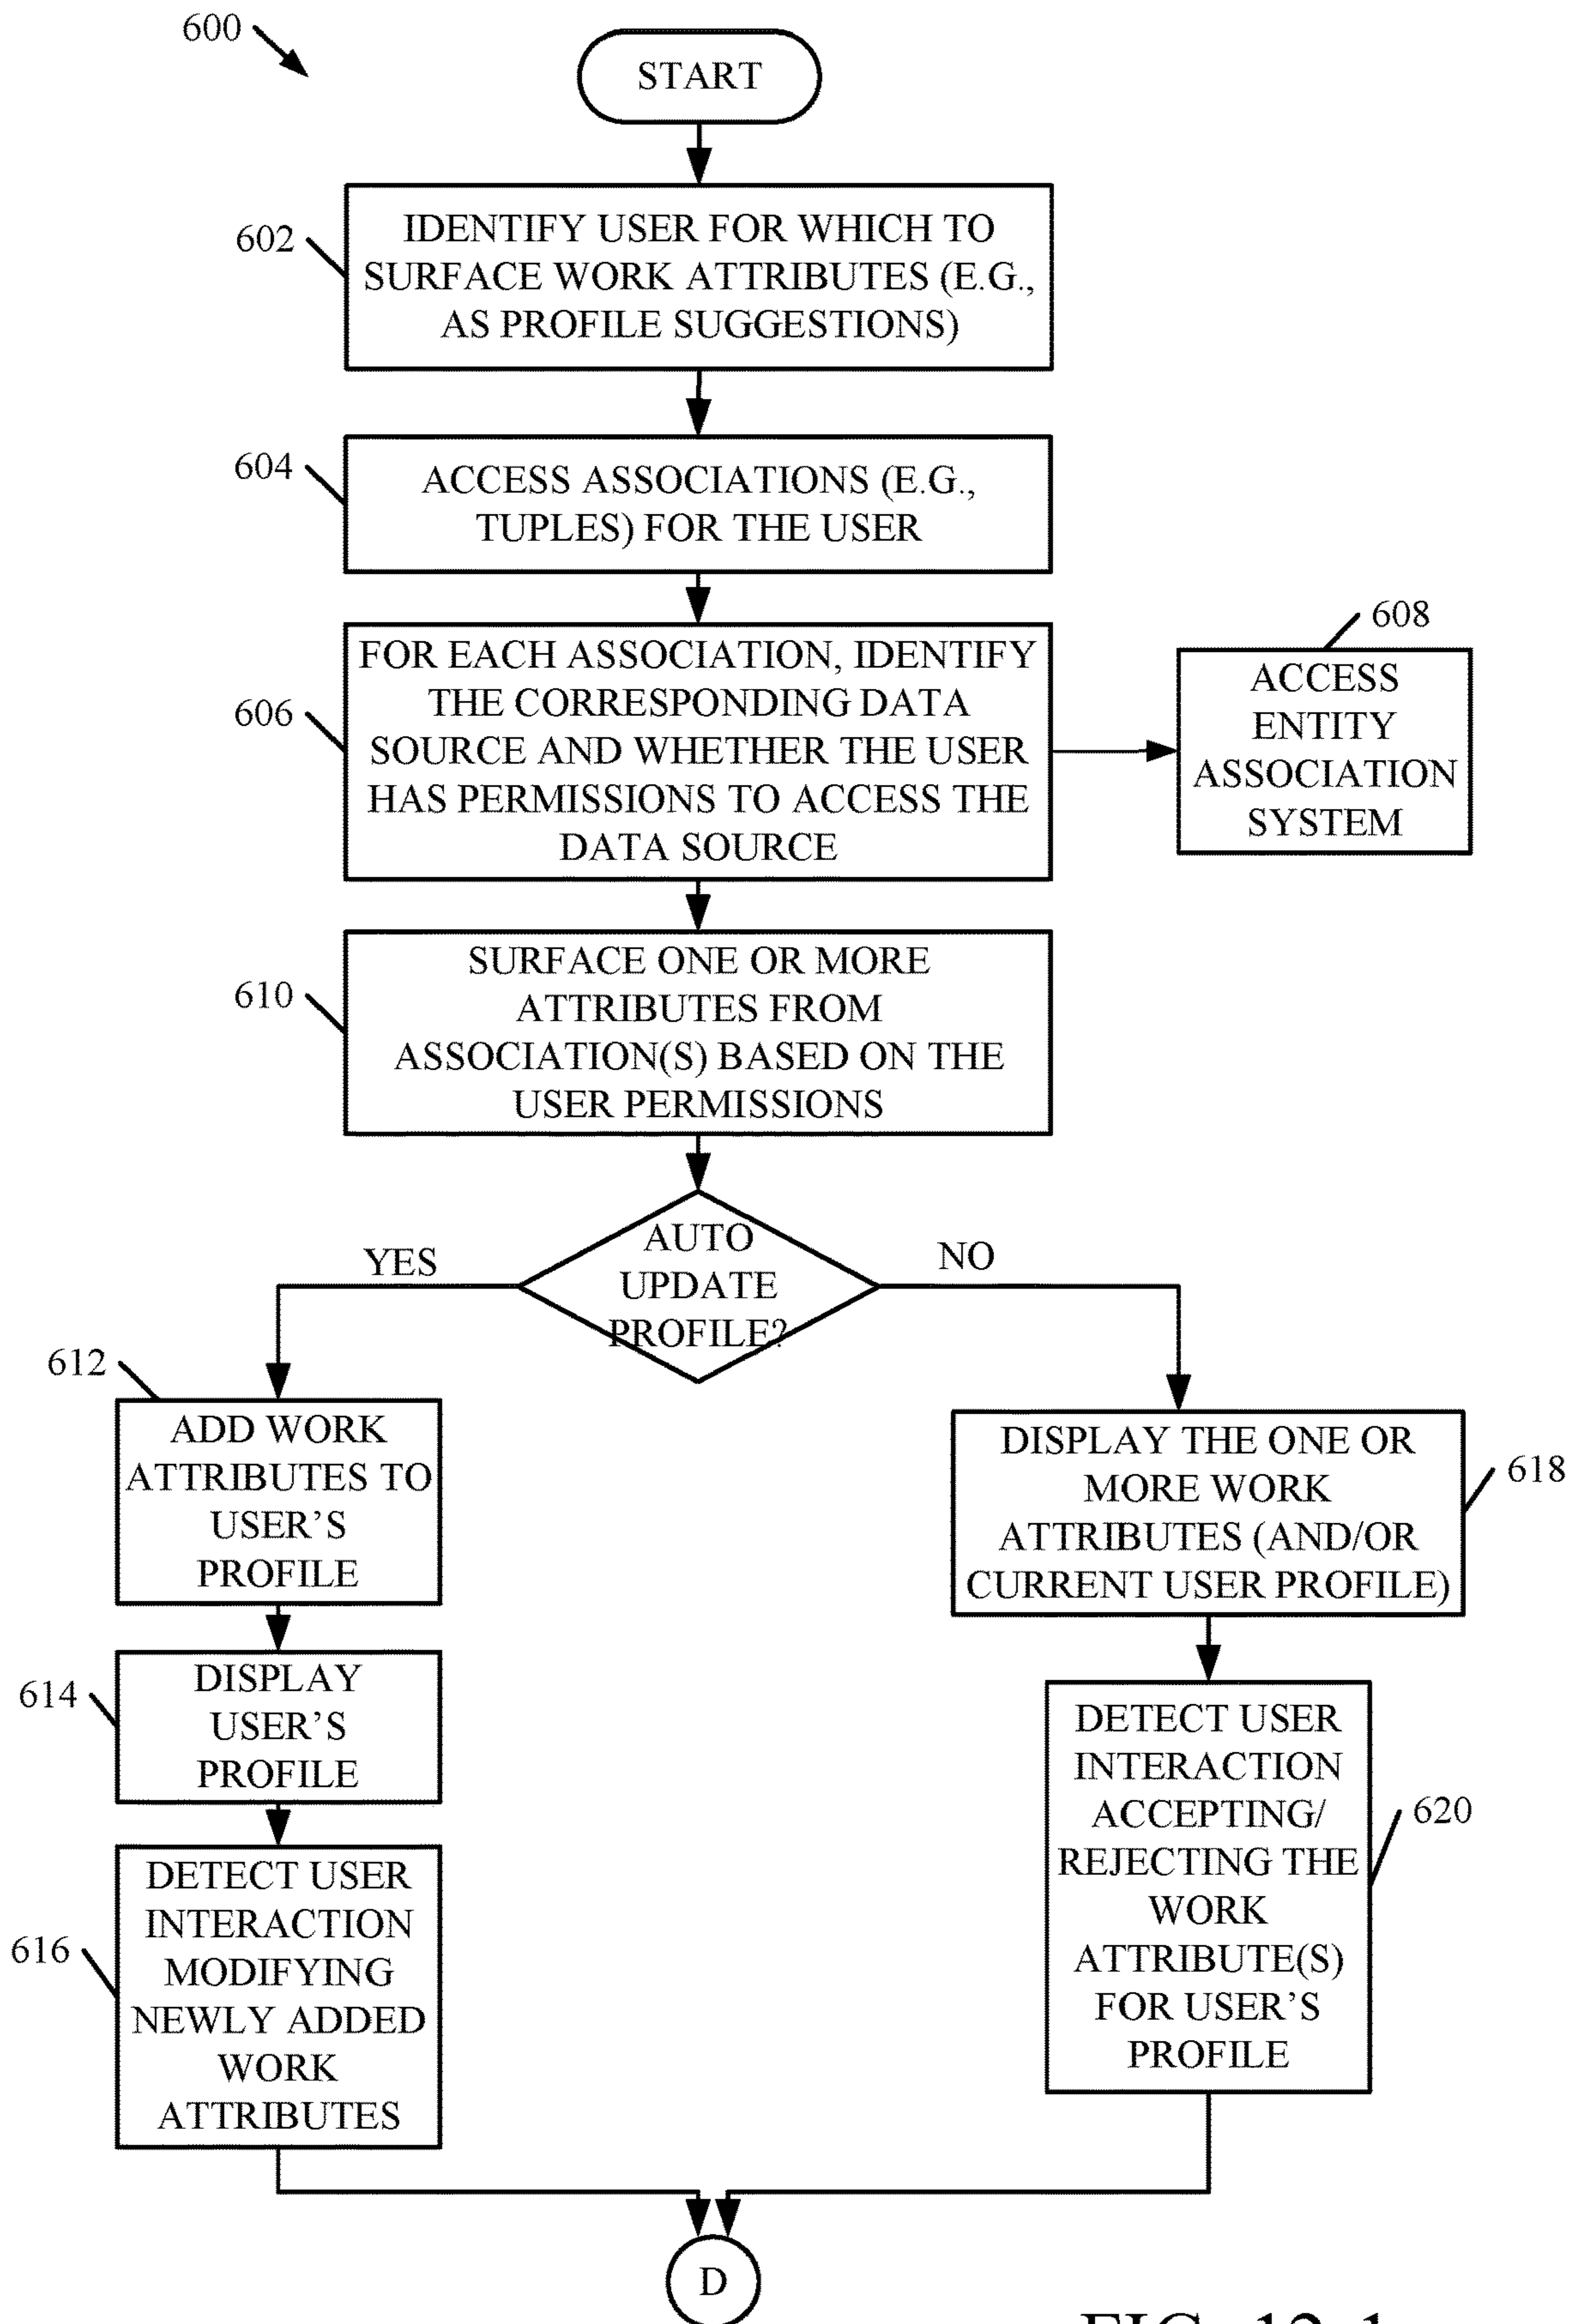 600
START
602
IDENTIFY USER FOR WHICH TO
SURFACE WORK ATTRIBUTES (E.G.,
AS PROFILE SUGGESTIONS)
604
ACCESS ASSOCIATIONS (E.G.,
TUPLES) FOR THE USER
606
FOR EACH ASSOCIATION, IDENTIFY
THE CORRESPONDING DATA
SOURCE AND WHETHER THE USER
HAS PERMISSIONS TO ACCESS THE
DATA SOURCE
608
ACCESS
ENTITY
ASSOCIATION
SYSTEM
610
SURFACE ONE OR MORE
ATTRIBUTES FROM
ASSOCIATION(S) BASED ON THE
USER PERMISSIONS
AUTO
UPDATE
PROFILE?
YES
NO
612
ADD WORK
ATTRIBUTES TO
USER’S
PROFILE
614
DISPLAY
USER’S
PROFILE
616
DETECT USER
INTERACTION
MODIFYING
NEWLY ADDED
WORK
ATTRIBUTES
618
DISPLAY THE ONE OR
MORE WORK
ATTRIBUTES (AND/OR
CURRENT USER PROFILE)
620
DETECT USER
INTERACTION
ACCEPTING/
REJECTING THE
WORK
ATTRIBUTE(S)
FOR USER’S
PROFILE
D